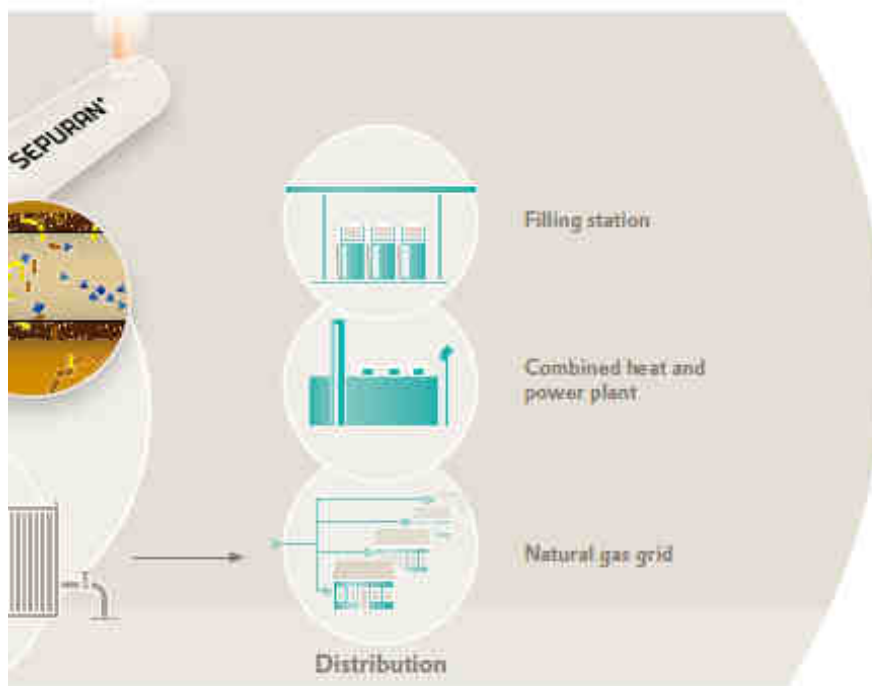 SEPURAN®
Filling station
Combined heat and
power plant
Natural gas grid
Distribution